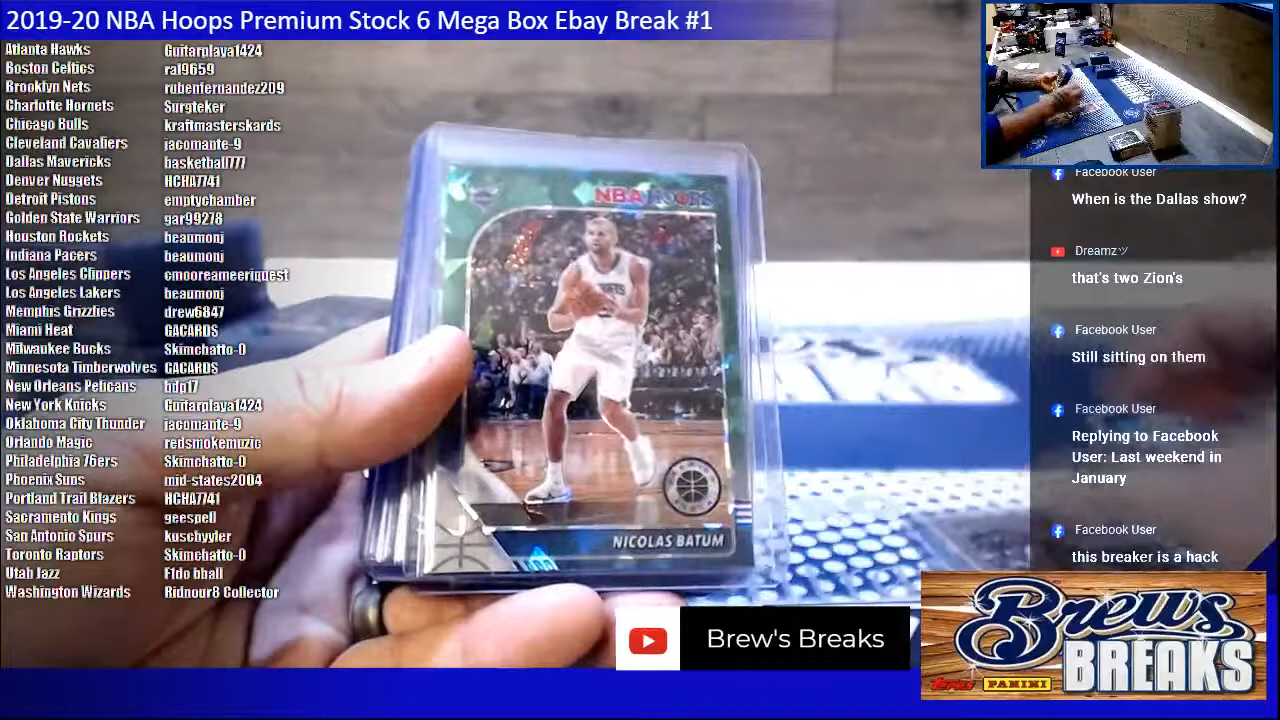 2019-20 NBA Hoops Premium Stock 6 Mega Box Ebay Break #1
Atlanta Hawks Guitarplaya1424
Boston Celtics ral9659
Brooklyn Nets rubenfernandez209
Charlotte Hornets Surgteker
Chicago Bulls kraftmasterskards
Cleveland Cavaliers jacomante-9
Dallas Mavericks basketball777
Denver Nuggets HCHA7741
Detroit Pistons emptychamber
Golden State Warriors gar99278
Houston Rockets beaumonj
Indiana Pacers beaumonj
Los Angeles Clippers emooreameeriquest
Los Angeles Lakers beaumonj
Memphis Grizzlies drew6847
Miami Heat GACARDS
Milwaukee Bucks Skimchatto-0
Minnesota Timberwolves GACARDS
New Orleans Pelicans bdp17
New York Knicks Guitarplaya1424
Oklahoma City Thunder jacomante-9
Orlando Magic redsmokemuzic
Philadelphia 76ers Skimchatto-0
Phoenix Suns mid-states2004
Portland Trail Blazers HCHA7741
Sacramento Kings geespell
San Antonio Spurs kuschyyler
Toronto Raptors Skimchatto-0
Utah Jazz Fldo bhall
Washington Wizards Ridnour8 Collector
NBA HOOPS
NICOLAS BATUM
Facebook User
When is the Dallas show?
Dreamzツ
that's two Zion's
Facebook User
Still sitting on them
Facebook User
Replying to Facebook
User: Last weekend in
January
Facebook User
this breaker is a hack
Brew's Breaks
Brew's
BREAKS
Topps PANINI